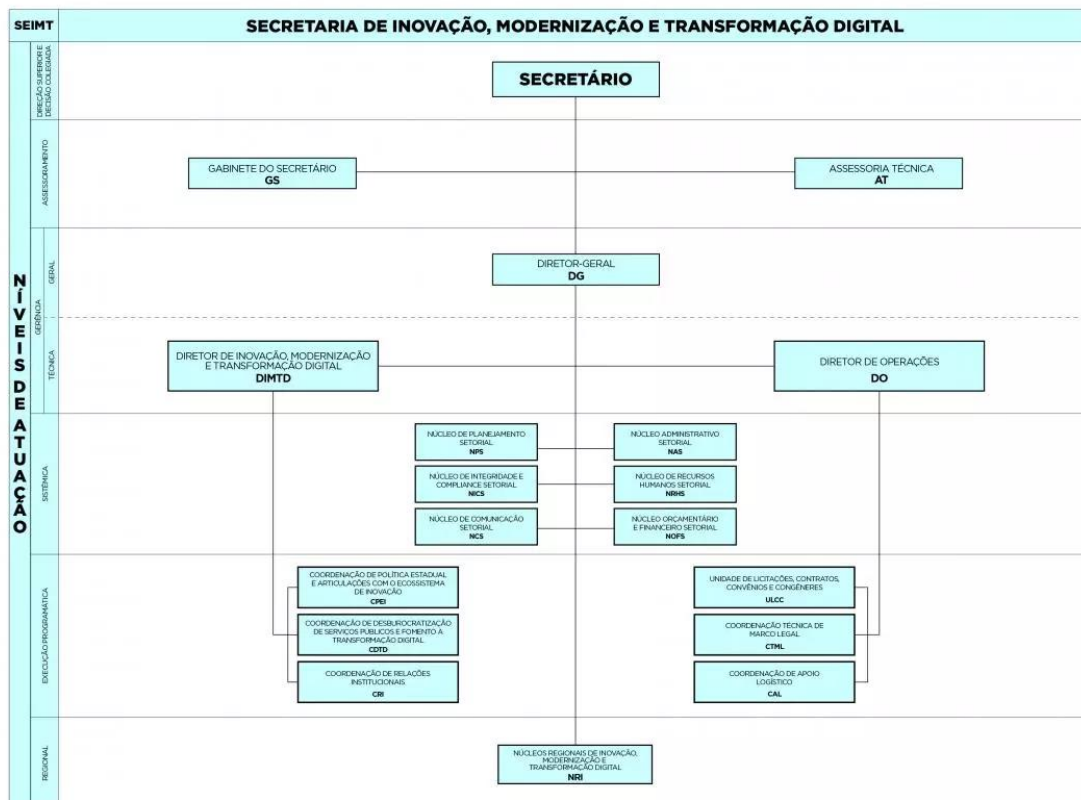 SEIMT
SECRETARIA DE INOVAÇÃO, MODERNIZAÇÃO E TRANSFORMAÇÃO DIGITAL
NÍVEIS DE ATUAÇÃO
DIREÇÃO SUPERIOR E
DECISÃO COLEGIADA
SECRETÁRIO
ASSESSORAMENTO
GABINETE DO SECRETÁRIO
GS
ASSESSORIA TÉCNICA
AT
GERÊNCIA
GERAL
DIRETOR-GERAL
DG
TÉCNICA
DIRETOR DE INOVAÇÃO, MODERNIZAÇÃO
E TRANSFORMAÇÃO DIGITAL
DIMTD
DIRETOR DE OPERAÇÕES
DO
SISTÊMICA
NÚCLEO DE PLANEJAMENTO
SETORIAL
NPS
NÚCLEO ADMINISTRATIVO
SETORIAL
NAS
NÚCLEO DE INTEGRIDADE E
COMPLIANCE SETORIAL
NICS
NÚCLEO DE RECURSOS
HUMANOS SETORIAL
NRHS
NÚCLEO DE COMUNICAÇÃO
SETORIAL
NCS
NÚCLEO ORÇAMENTÁRIO
E FINANCEIRO SETORIAL
NOFS
EXECUÇÃO PROGRAMÁTICA
COORDENAÇÃO DE POLÍTICA ESTADUAL
E ARTICULAÇÕES COM O ECOSSISTEMA
DE INOVAÇÃO
CPEI
UNIDADE DE LICITAÇÕES, CONTRATOS,
CONVÊNIOS E CONGÊNERES
ULCC
COORDENAÇÃO DE DESBUROCRATIZAÇÃO
DE SERVIÇOS PÚBLICOS E FOMENTO A
TRANSFORMAÇÃO DIGITAL
CDTD
COORDENAÇÃO TÉCNICA DE
MARCO LEGAL
CTML
COORDENAÇÃO DE RELAÇÕES
INSTITUCIONAIS
CRI
COORDENAÇÃO DE APOIO
LOGÍSTICO
CAL
REGIONAL
NÚCLEOS REGIONAIS DE INOVAÇÃO,
MODERNIZAÇÃO E
TRANSFORMAÇÃO DIGITAL
NRI